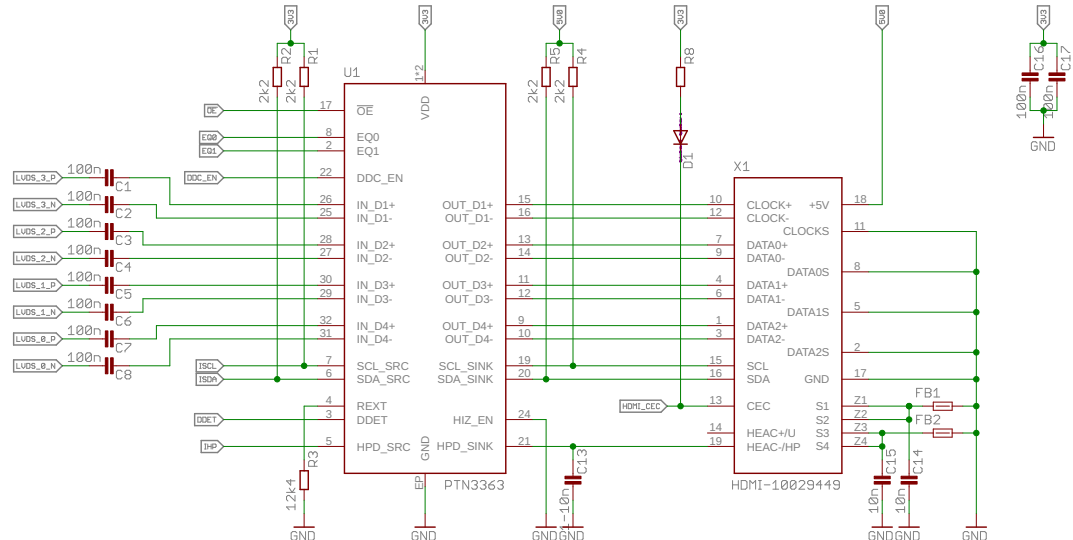 3V3
3V3
5V0
3V3
5V0
3V3
R2
R1
2k2
2k2
R5
R4
2k2
2k2
R8
D1
C16
C17
100n
100n
GND
U1
1*2
VDD
OE
17
OE
EQ0
8
EQ0
EQ1
2
EQ1
DDC_EN
22
DDC_EN
LVDS_3_P
100n
C1
26
IN_D1+
OUT_D1+
15
LVDS_3_N
100n
C2
25
IN_D1-
OUT_D1-
16
LVDS_2_P
100n
C3
28
IN_D2+
OUT_D2+
13
LVDS_2_N
100n
C4
27
IN_D2-
OUT_D2-
14
LVDS_1_P
100n
C5
30
IN_D3+
OUT_D3+
11
LVDS_1_N
100n
C6
29
IN_D3-
OUT_D3-
12
LVDS_0_P
100n
C7
32
IN_D4+
OUT_D4+
9
LVDS_0_N
100n
C8
31
IN_D4-
OUT_D4-
10
ISCL
7
SCL_SRC
SCL_SINK
19
ISDA
6
SDA_SRC
SDA_SINK
20
4
REXT
DDET
3
DDET
HIZ_EN
24
IHP
5
HPD_SRC
HPD_SINK
21
GND
EP
PTN3363
R3
12k4
GND
GND
X1
10
CLOCK+
+5V
18
12
CLOCK-
CLOCKS
11
7
DATA0+
9
DATA0-
DATA0S
8
4
DATA1+
6
DATA1-
DATA1S
5
1
DATA2+
3
DATA2-
DATA2S
2
15
SCL
16
SDA
GND
17
HDMI_CEC
13
CEC
S1
Z1
FB1
S2
Z2
14
HEAC+/U
S3
Z3
FB2
19
HEAC-/HP
S4
Z4
HDMI-10029449
C13
1-10n
GND
GND
C15
10n
C14
10n
GND
GND
GND